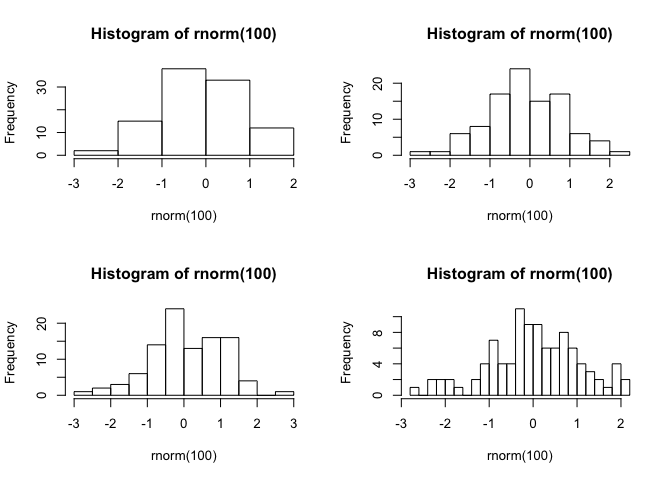 Histogram of rnorm(100)
Frequency
30
10
0
-3 -2 -1 0 1 2
rnorm(100)
Histogram of rnorm(100)
Frequency
20
10
0
-3 -2 -1 0 1 2
rnorm(100)
Histogram of rnorm(100)
Frequency
20
10
0
-3 -2 -1 0 1 2 3
rnorm(100)
Histogram of rnorm(100)
Frequency
8
4
0
-3 -2 -1 0 1 2
rnorm(100)